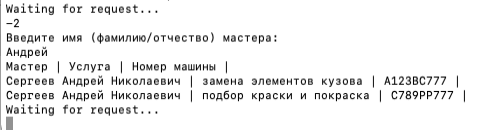 Waiting for request...
-2
Введите имя (фамилию/отчество) мастера:
Андрей
Мастер | Услуга | Номер машины |
Сергеев Андрей Николаевич | замена элементов кузова | А123ВС777 |
Сергеев Андрей Николаевич | подбор краски и покраска | С789РР777 |
Waiting for request...